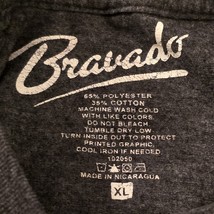 Bravado
65% POLYESTER
35% COTTON
MACHINE WASH COLD
WITH LIKE COLORS.
DO NOT BLEACH.
TUMBLE DRY LOW
TURN INSIDE OUT TO PROTECT
PRINTED GRAPHIC.
COOL IRON IF NEEDED
102050
MADE IN NICARAGUA
XL